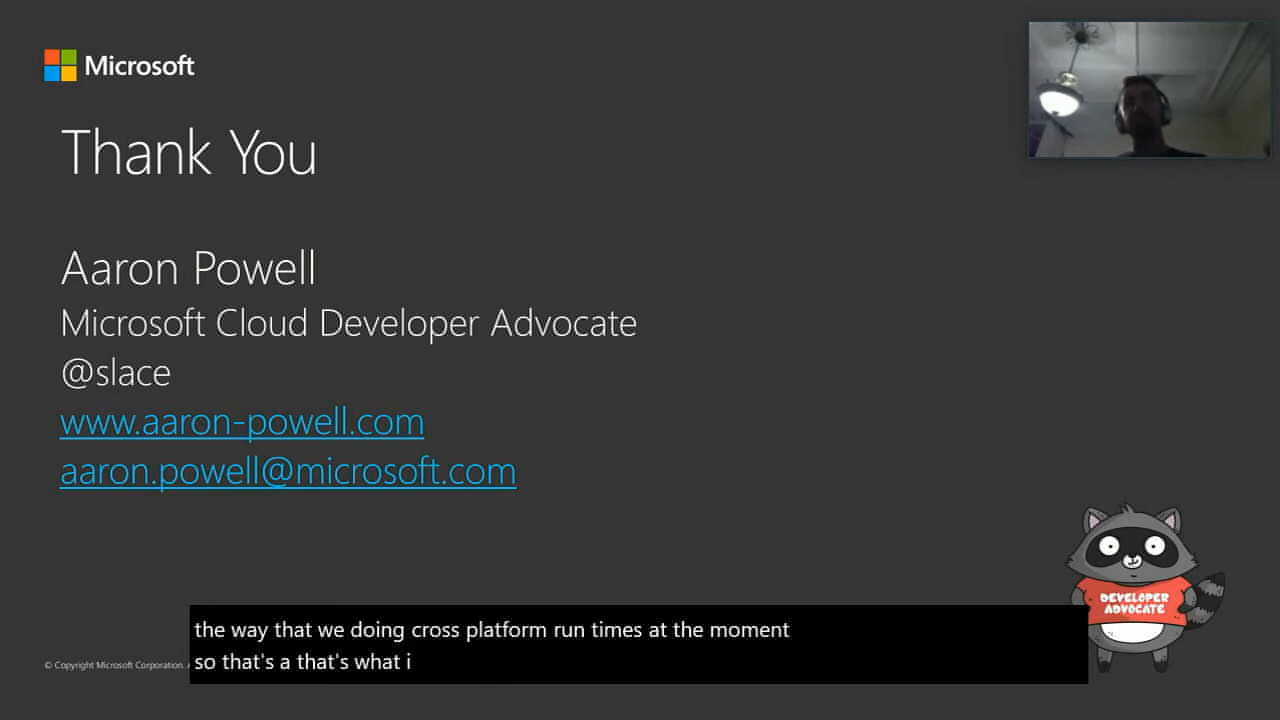 Microsoft
Thank You
Aaron Powell
Microsoft Cloud Developer Advocate
@slace
www.aaron-powell.com
aaron.powell@microsoft.com
DEVELOPER
ADVOCATE
the way that we doing cross platform run times at the moment
so that's a that's what i
© Copyright Microsoft Corporation.